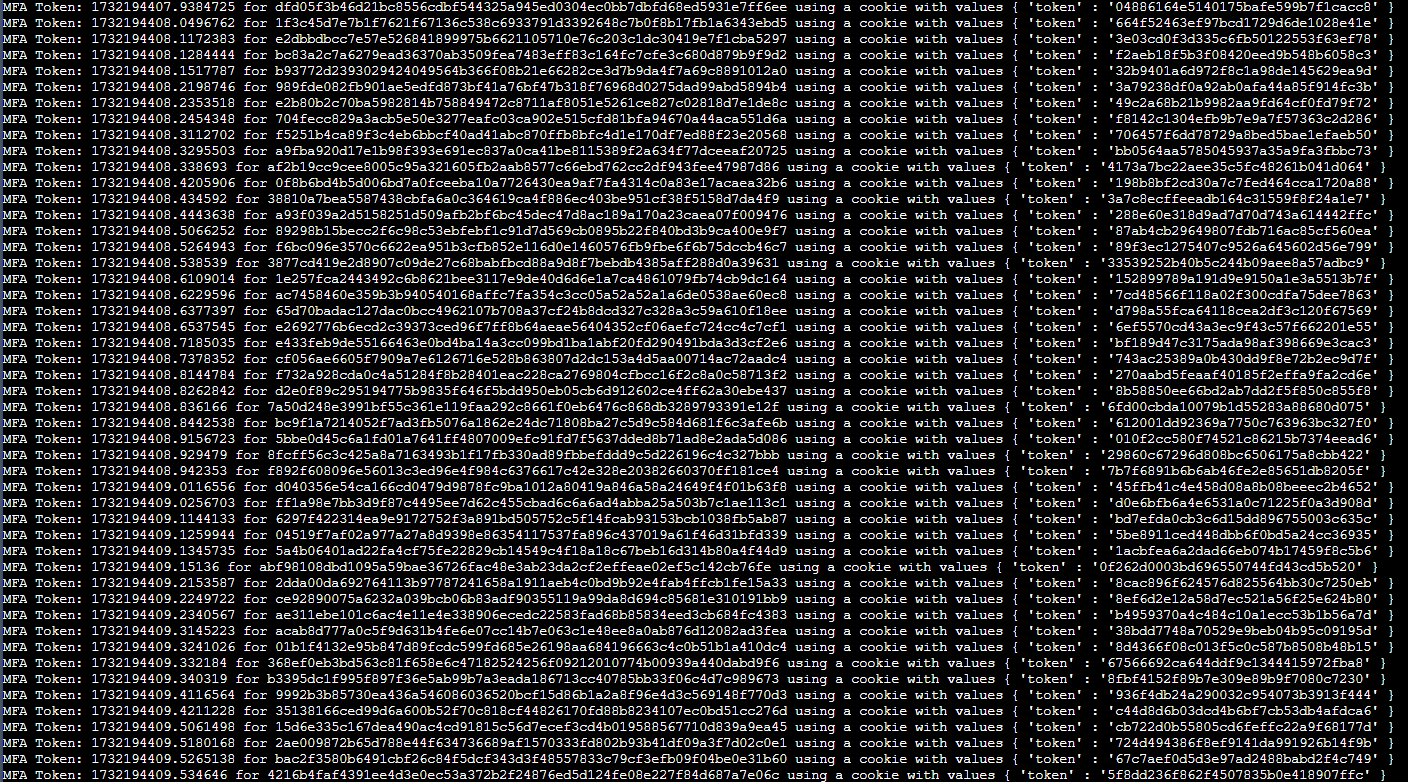 MFA Token: 1732194407.9384725 for dfd05f3b46d21bc8556cdbf544325a945ed0304ec0bb7dbfd68ed5931e7ff6ee using a cookie with values { 'token' : '04886164e5140175bafe599b7f1cacc8' }
MFA Token: 1732194408.0496762 for 1f3c45d7e7b1f7621f67136c538c6933791d3392648c7b0f8b17fb1a6343ebd5 using a cookie with values { 'token' : '664f52463ef97bcd1729d6de1028e41e' }
MFA Token: 1732194408.1172383 for e2dbbdbcc7e57e526841899975b6621105710e76c203c1dc30419e7f1cba5297 using a cookie with values { 'token' : '3e03cd0f3d335c6fb50122553f63ef78' }
MFA Token: 1732194408.1284444 for bc83a2c7a6279ead36370ab3509fea7483eff83c164fc7cfe3c680d879b9f9d2 using a cookie with values { 'token' : 'f2aeb18f5b3f08420eed9b548b6058c3' }
MFA Token: 1732194408.1517787 for b93772d2393029424049564b366f08b21e66282ce3d7b9da4f7a69c8891012a0 using a cookie with values { 'token' : '32b9401a6d972f8c1a98de145629ea9d' }
MFA Token: 1732194408.2198746 for 989fde082fb901ae5edfd873bf41a76bf47b318f76968d0275dad99abd5894b4 using a cookie with values { 'token' : '3a79238df0a92ab0afa44a85f914fc3b' }
MFA Token: 1732194408.2353518 for e2b80b2c70ba5982814b758849472c8711af8051e5261ce827c02818d7e1de8c using a cookie with values { 'token' : '49c2a68b21b9982aa9fd64cf0fd79f72' }
MFA Token: 1732194408.2454348 for 704fecc829a3acb5e50e3277eafc03ca902e515cfd81bfa94670a44aca551d6a using a cookie with values { 'token' : 'f8142c1304efb9b7e9a7f57363c2d286' }
MFA Token: 1732194408.3112702 for f5251b4ca89f3c4eb6bbcf40ad41abc870ffb8bfc4d1e170df7ed88f23e20568 using a cookie with values { 'token' : '706457f6dd78729a8bed5bae1efaeb50' }
MFA Token: 1732194408.3295503 for a9fba920d17e1b98f393e691ec837a0ca41be8115389f2a634f77dceeaf20725 using a cookie with values { 'token' : 'bb0564aa5785045937a35a9fa3fbbc73' }
MFA Token: 1732194408.338693 for af2b19cc9cee8005c95a321605fb2aab8577c66ebd762cc2df943fee47987d86 using a cookie with values { 'token' : '4173a7bc22aee35c5fc48261b041d064' }
MFA Token: 1732194408.4205906 for 0f8b6bd4b5d006bd7a0fceeba10a7726430ea9af7fa4314c0a83e17acaea32b6 using a cookie with values { 'token' : '198b8bf2cd30a7c7fed464cca1720a88' }
MFA Token: 1732194408.434592 for 38810a7bea5587438cbfa6a0c364619ca4f886ec403be951cf38f5158d7da4f9 using a cookie with values { 'token' : '3a7c8ecffeeadb164c31559f8f24a1e7' }
MFA Token: 1732194408.4443638 for a93f039a2d5158251d509afb2bf6bc45dec47d8ac189a170a23caea07f009476 using a cookie with values { 'token' : '288e60e318d9ad7d70d743a614442ffc' }
MFA Token: 1732194408.5066252 for 89298b15becc2f6c98c53ebfebf1c91d7d569cb0895b22f840bd3b9ca400e9f7 using a cookie with values { 'token' : '87ab4cb29649807fdb716ac85cf560ea' }
MFA Token: 1732194408.5264943 for f6bc096e3570c6622ea951b3cfb852e116d0e1460576fb9fbe6f6b75dccb46c7 using a cookie with values { 'token' : '89f3ec1275407c9526a645602d56e799' }
MFA Token: 1732194408.538539 for 3877cd419e2d8907c09de27c68babfbcd88a9d8f7bebdb4385aff288d0a39631 using a cookie with values { 'token' : '33539252b40b5c244b09aee8a57adbc9' }
MFA Token: 1732194408.6109014 for 1e257fca2443492c6b8621bee3117e9de40d6d6e1a7ca4861079fb74cb9dc164 using a cookie with values { 'token' : '152899789a191d9e9150a1e3a5513b7f' }
MFA Token: 1732194408.6229596 for ac7458460e359b3b940540168affc7fa354c3cc05a52a52a1a6de0538ae60ec8 using a cookie with values { 'token' : '7cd48566f118a02f300cdfa75dee7863' }
MFA Token: 1732194408.6377397 for 65d70badac127dac0bcc4962107b708a37cf24b8dcd327c328a3c59a610f18ee using a cookie with values { 'token' : 'd798a55fca64118cea2df3c120f67569' }
MFA Token: 1732194408.6537545 for e2692776b6ecd2c39373ced96f7ff8b64aeae56404352cf06aefc724cc4c7cf1 using a cookie with values { 'token' : '6ef5570cd43a3ec9f43c57f662201e55' }
MFA Token: 1732194408.7185035 for e433feb9de55166463e0bd4ba14a3cc099bd1ba1abf20fd290491bda3d3cf2e6 using a cookie with values { 'token' : 'bf189d47c3175ada98af398669e3cac3' }
MFA Token: 1732194408.7378352 for cf056ae6605f7909a7e6126716e528b863807d2dc153a4d5aa00714ac72aadc4 using a cookie with values { 'token' : '743ac25389a0b430dd9f8e72b2ec9d7f' }
MFA Token: 1732194408.8144784 for f732a928cda0c4a51284f8b28401eac228ca2769804cfbcc16f2c8a0c58713f2 using a cookie with values { 'token' : '270aabd5feaaf40185f2effa9fa2cd6e' }
MFA Token: 1732194408.8262842 for d2e0f89c295194775b9835f646f5bdd950eb05cb6d912602ce4ff62a30ebe437 using a cookie with values { 'token' : '8b58850ee66bd2ab7dd2f5f850c855f8' }
MFA Token: 1732194408.836166 for 7a50d248e3991bf55c361e119faa292c8661f0eb6476c868db3289793391e12f using a cookie with values { 'token' : '6fd00cbda10079b1d55283a88680d075' }
MFA Token: 1732194408.8442538 for bc9f1a7214052f7ad3fb5076a1862e24dc71808ba27c5d9c584d681f6c3afe6b using a cookie with values { 'token' : '612001dd92369a7750c763963bc327f0' }
MFA Token: 1732194408.9156723 for 5bbe0d45c6a1fd01a7641ff4807009efc91fd7f5637dded8b71ad8e2ada5d086 using a cookie with values { 'token' : '010f2cc580f74521c86215b7374eead6' }
MFA Token: 1732194408.929479 for 8fcff56c3c425a8a7163493b1f17fb330ad89fbbefddd9c5d226196c4c327bbb using a cookie with values { 'token' : '29860c67296d808bc6506175a8cbb422' }
MFA Token: 1732194408.942353 for f892f608096e56013c3ed96e4f984c6376617c42e328e20382660370ff181ce4 using a cookie with values { 'token' : '7b7f6891b6b6ab46fe2e85651db8205f' }
MFA Token: 1732194409.0116556 for d040356e54ca166cd0479d9878fc9ba1012a80419a846a58a24649f4f01b63f8 using a cookie with values { 'token' : '45ffb41c4e458d08a8b08beeec2b4652' }
MFA Token: 1732194409.0256703 for ff1a98e7bb3d9f87c4495ee7d62c455cbad6c6a6ad4abba25a503b7c1ae113c1 using a cookie with values { 'token' : 'd0e6bfb6a4e6531a0c71225f0a3d908d' }
MFA Token: 1732194409.1144133 for 6297f422314ea9e9172752f3a891bd505752c5f14fcab93153bcb1038fb5ab87 using a cookie with values { 'token' : 'bd7efda0cb3c6d15dd896755003c635c' }
MFA Token: 1732194409.1259944 for 04519f7af02a977a27a8d9398e86354117537fa896c437019a61f46d31bfd339 using a cookie with values { 'token' : '5be8911ced448dbb6f0bd5a24cc36935' }
MFA Token: 1732194409.1345735 for 5a4b06401ad22fa4cf75fe22829cb14549c4f18a18c67beb16d314b80a4f44d9 using a cookie with values { 'token' : '1acbfea6a2dad66eb074b17459f8c5b6' }
MFA Token: 1732194409.15136 for abf98108dbd1095a59bae36726fac48e3ab23da2cf2effeae02ef5c142cb76fe using a cookie with values { 'token' : '0f262d0003bd696550744fd43cd5b520' }
MFA Token: 1732194409.2153587 for 2dda00da692764113b97787241658a1911aeb4c0bd9b92e4fab4ffcb1fe15a33 using a cookie with values { 'token' : '8cac896f624576d825564bb30c7250eb' }
MFA Token: 1732194409.2249722 for ce92890075a6232a039bcb06b83adf90355119a99da8d694c85681e310191bb9 using a cookie with values { 'token' : '8ef6d2e12a58d7ec521a56f25e624b80' }
MFA Token: 1732194409.2340567 for ae311ebe101c6ac4e11e4e338906ecedc22583fad68b85834eed3cb684fc4383 using a cookie with values { 'token' : 'b4959370a4c484c10a1ecc53b1b56a7d' }
MFA Token: 1732194409.3145223 for acab8d777a0c5f9d631b4fe6e07cc14b7e063c1e48ee8a0ab876d12082ad3fea using a cookie with values { 'token' : '38bdd7748a70529e9beb04b95c09195d' }
MFA Token: 1732194409.3241026 for 01b1f4132e95b847d89fcdc599fd685e26198aa684196663c4c0b51b1a410dc4 using a cookie with values { 'token' : '8d4366f08c013f5c0c587b8508b48b15' }
MFA Token: 1732194409.332184 for 368ef0eb3bd563c81f658e6c47182524256f09212010774b00939a440dabd9f6 using a cookie with values { 'token' : '67566692ca644ddf9c1344415972fba8' }
MFA Token: 1732194409.340319 for b3395dc1f995f897f36e5ab99b7a3eada186713cc40785bb33f06c4d7c989673 using a cookie with values { 'token' : '8fbf4152f89b7e309e89b9f7080c7230' }
MFA Token: 1732194409.4116564 for 9992b3b85730ea436a546086036520bcf15d86b1a2a8f96e4d3c569148f770d3 using a cookie with values { 'token' : '936f4db24a290032c954073b3913f444' }
MFA Token: 1732194409.4211228 for 35138166ced99d6a600b52f70c818cf44826170fd88b8234107ec0bd51cc276d using a cookie with values { 'token' : 'c44d8d6b03dcd4b6bf7cb53db4afdca6' }
MFA Token: 1732194409.5061498 for 15d6e335c167dea490ac4cd91815c56d7ecef3cd4b019588567710d839a9ea45 using a cookie with values { 'token' : 'cb722d0b55805cd6feffc22a9f68177d' }
MFA Token: 1732194409.5180168 for 2ae009872b65d788e44f634736689af1570333fd802b93b41df09a3f7d02c0e1 using a cookie with values { 'token' : '724d494386f8ef9141da991926b14f9b' }
MFA Token: 1732194409.5265138 for bac2f3580b6491cbf26c84f5dcf343d3f48557833c79cf3efb09f04be0e31b60 using a cookie with values { 'token' : '67c7aef0d5d3e97ad2488babd2f4c749' }
MFA Token: 1732194409.534646 for 4216b4faf4391ee4d3e0ec53a372b2f24876ed5d124fe08e227f84d687a7e06c using a cookie with values { 'token' : '5f8dd236f862f4507835b0e418907ffc' }